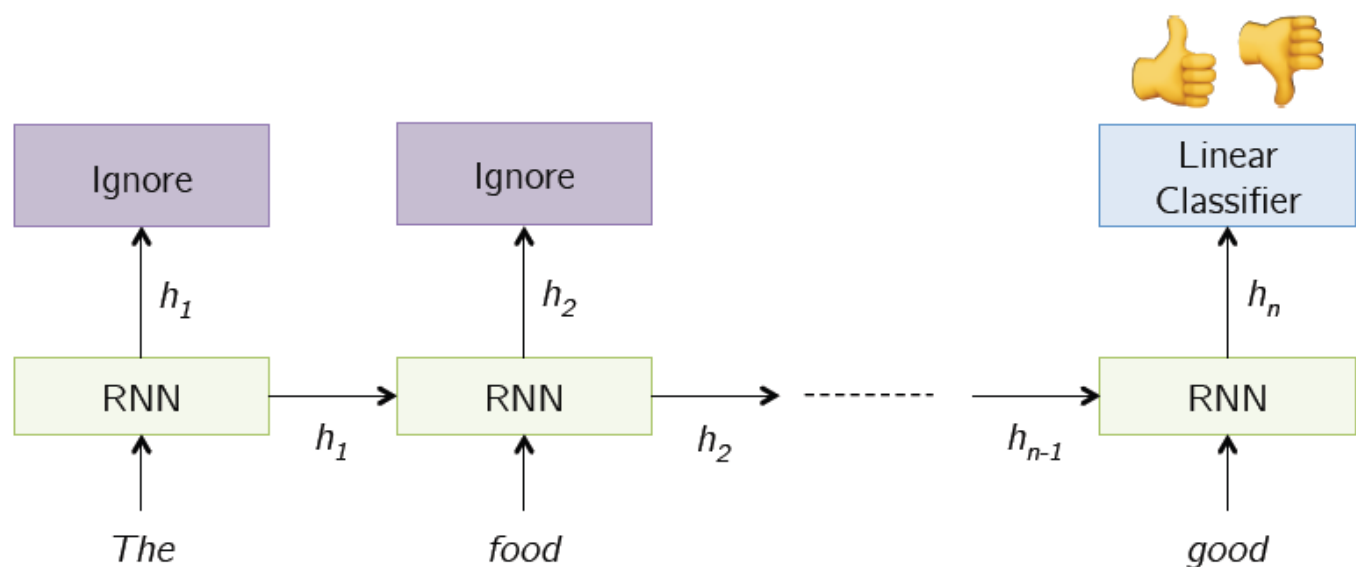 Ignore
Ignore
Linear
Classifier
h1
h2
hn
RNN
RNN
RNN
h1
h2
hn-1
The
food
good